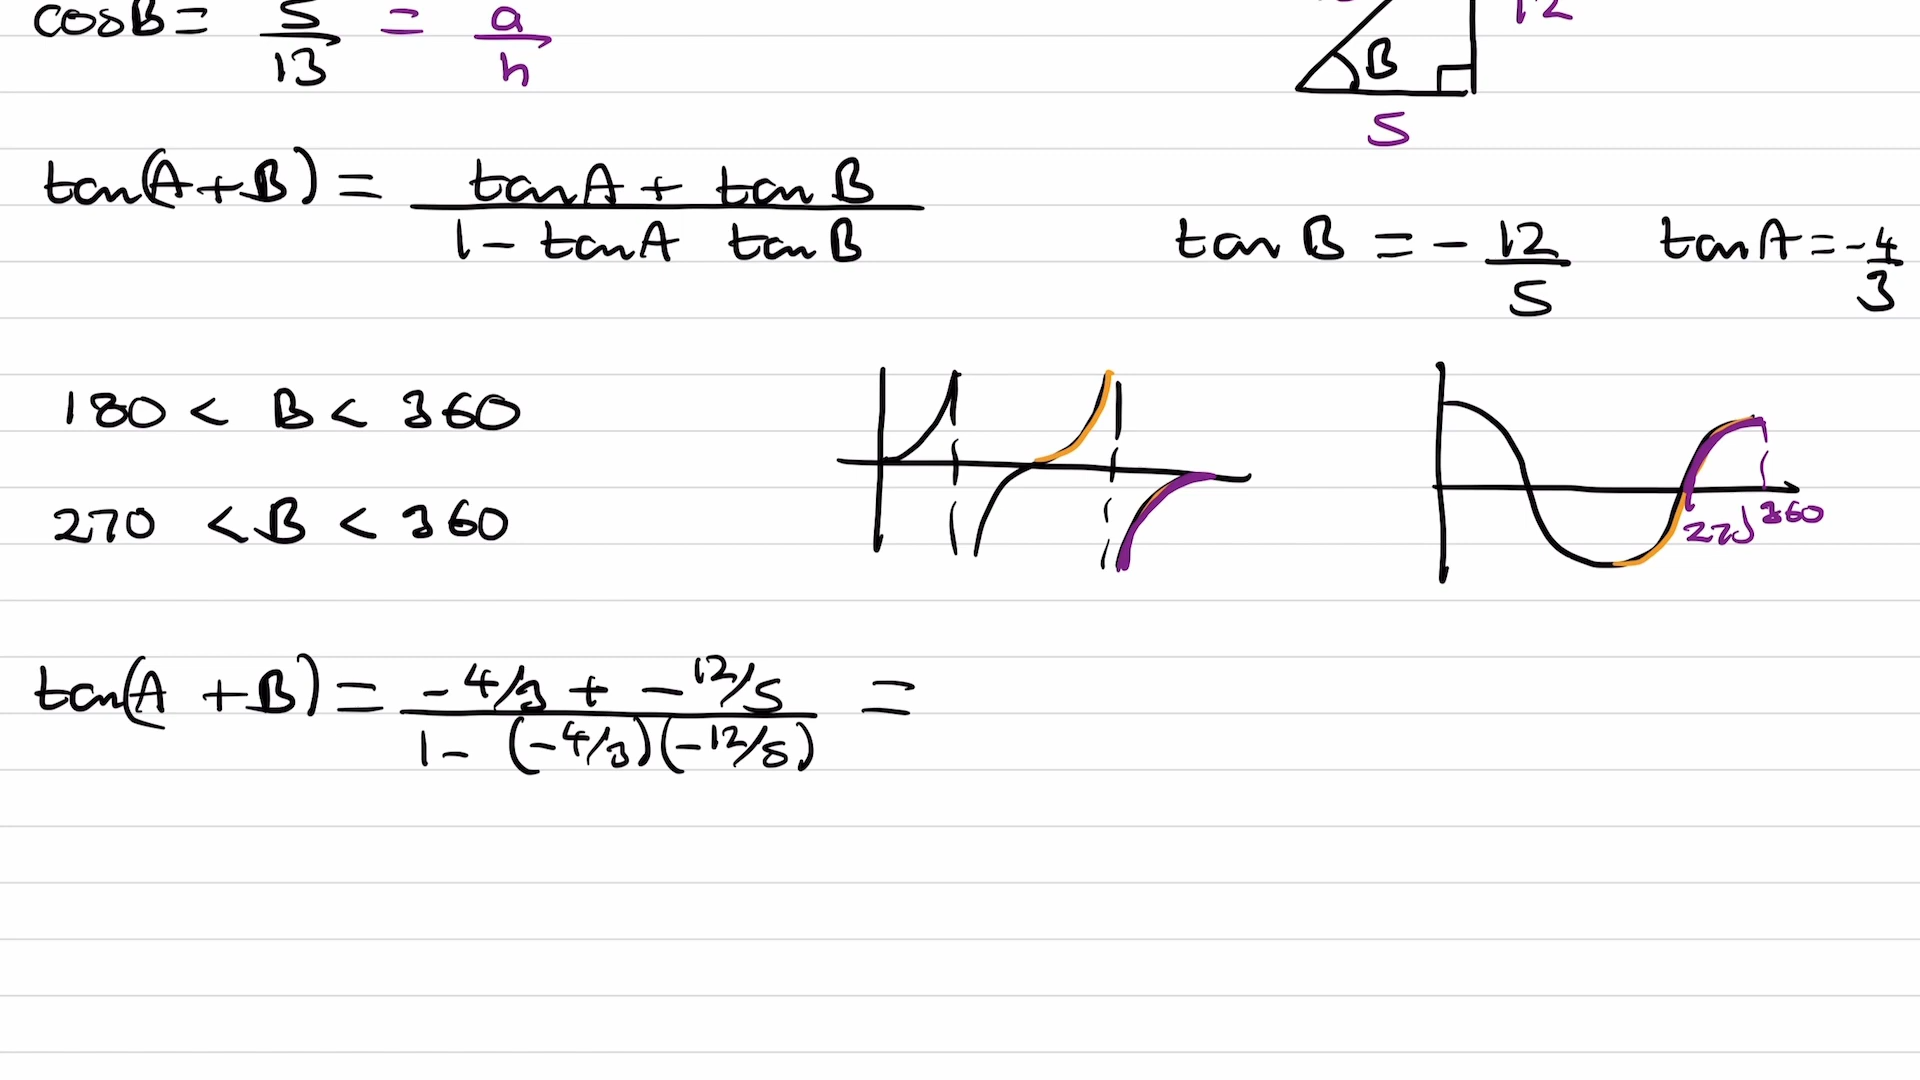 cosB = 5/13 = a/h
12
B
5
tan(A+B) = (tanA + tanB)/(1 - tanA tanB)
tan B = - 12/5 tanA = -4/3
180 < B < 360
270 < B < 360
270 360
tan(A + B) = (-4/3 + -12/5)/(1 - (-4/3)(-12/5)) =